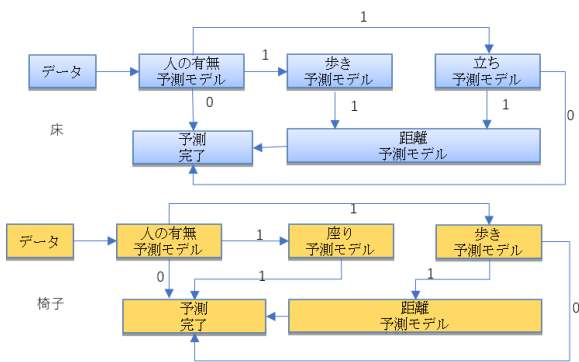 1
データ
人の有無
予測モデル
1
歩き
予測モデル
立ち
予測モデル
0
1
1
0
床
予測
完了
距離
予測モデル
1
データ
人の有無
予測モデル
1
座り
予測モデル
歩き
予測モデル
0
1
1
0
椅子
予測
完了
距離
予測モデル